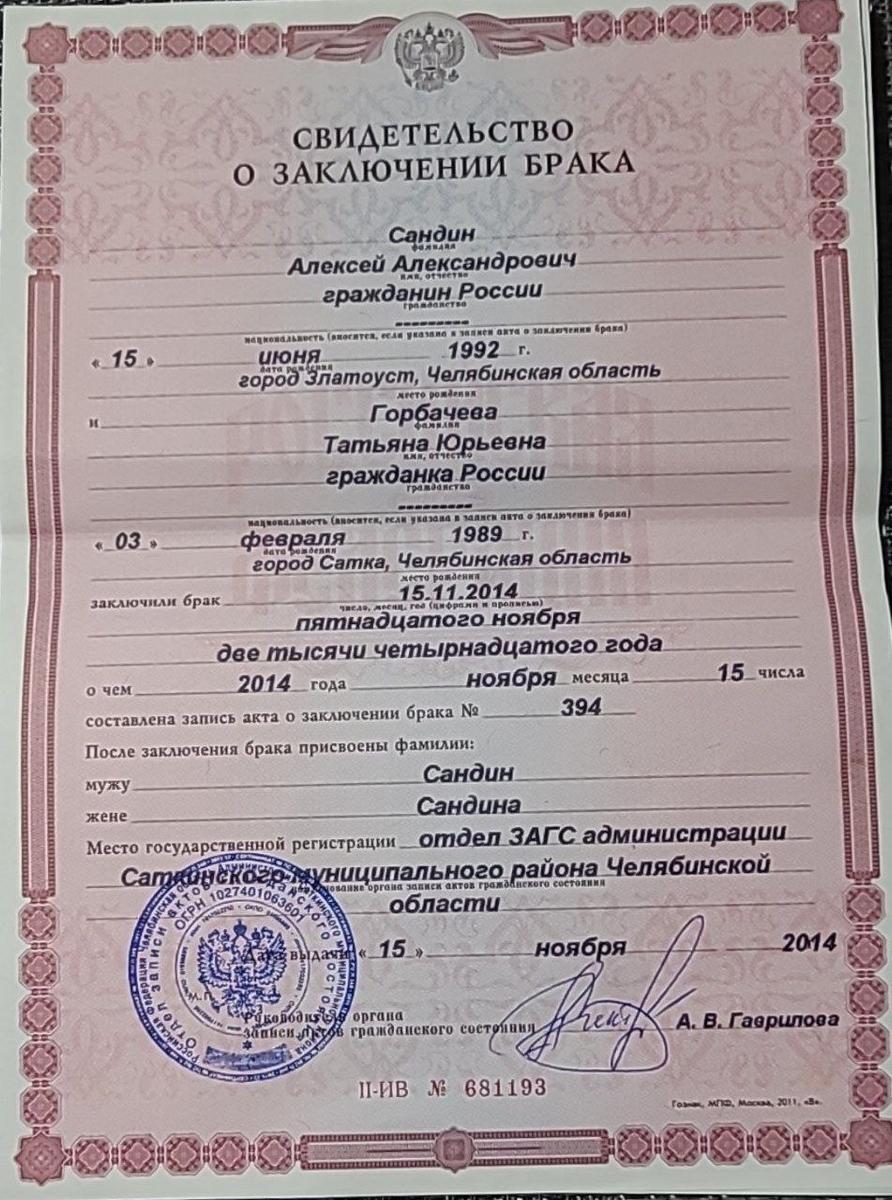 СВИДЕТЕЛЬСТВО
О ЗАКЛЮЧЕНИИ БРАКА
Сандин
фамилия
Алексей Александрович
имя, отчество
гражданин России
гражданство
---------
национальность (вносится, если указана в записи акта о заключении брака)
« 15 » июня 1992 г.
дата рождения
город Златоуст, Челябинская область
место рождения
и Горбачева
фамилия
Татьяна Юрьевна
имя, отчество
гражданка России
гражданство
---------
национальность (вносится, если указана в записи акта о заключении брака)
« 03 » февраля 1989 г.
дата рождения
город Сатка, Челябинская область
место рождения
заключили брак 15.11.2014
число, месяц, год (цифрами и прописью)
пятнадцатого ноября
две тысячи четырнадцатого года
о чем 2014 года ноября месяца 15 числа
составлена запись акта о заключении брака № 394
После заключения брака присвоены фамилии:
мужу Сандин
жене Сандина
Место государственной регистрации отдел ЗАГС администрации
Саткинского муниципального района Челябинской
наименование органа записи актов гражданского состояния
области
Дата выдачи « 15 » ноября 2014
ОГРН 1027401063601
М.П.
Руководитель органа
записи актов гражданского состояния А. В. Гаврилова
II-ИВ № 681193
Гознак, МПФ, Москва, 2011, «В».